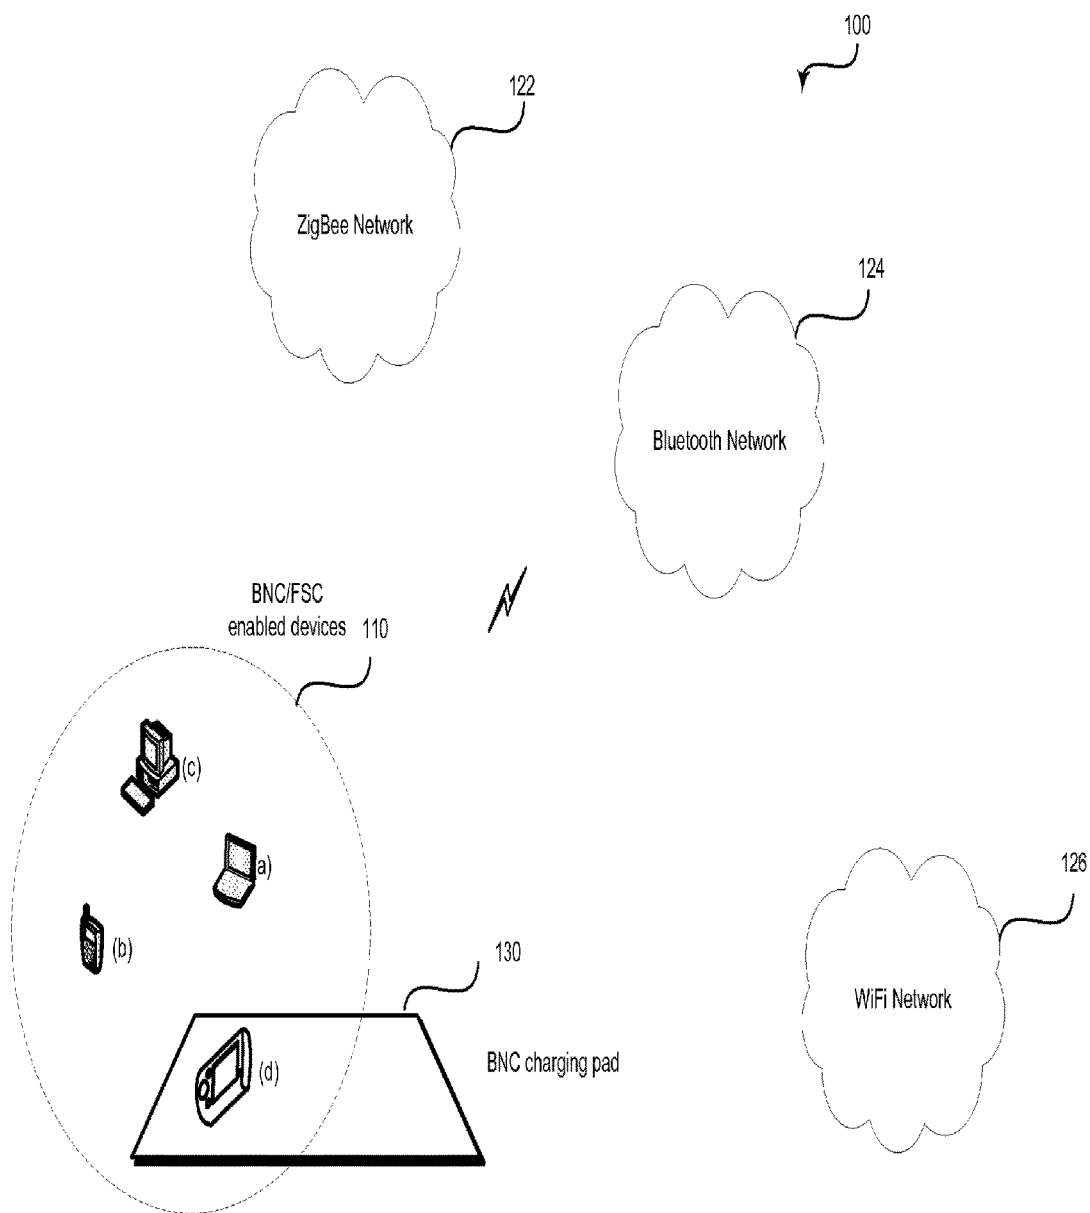 100
122
ZigBee Network
124
Bluetooth Network
BNC/FSC
enabled devices 110
(c)
a)
126
(b)
130
WiFi Network
BNC charging pad
(d)